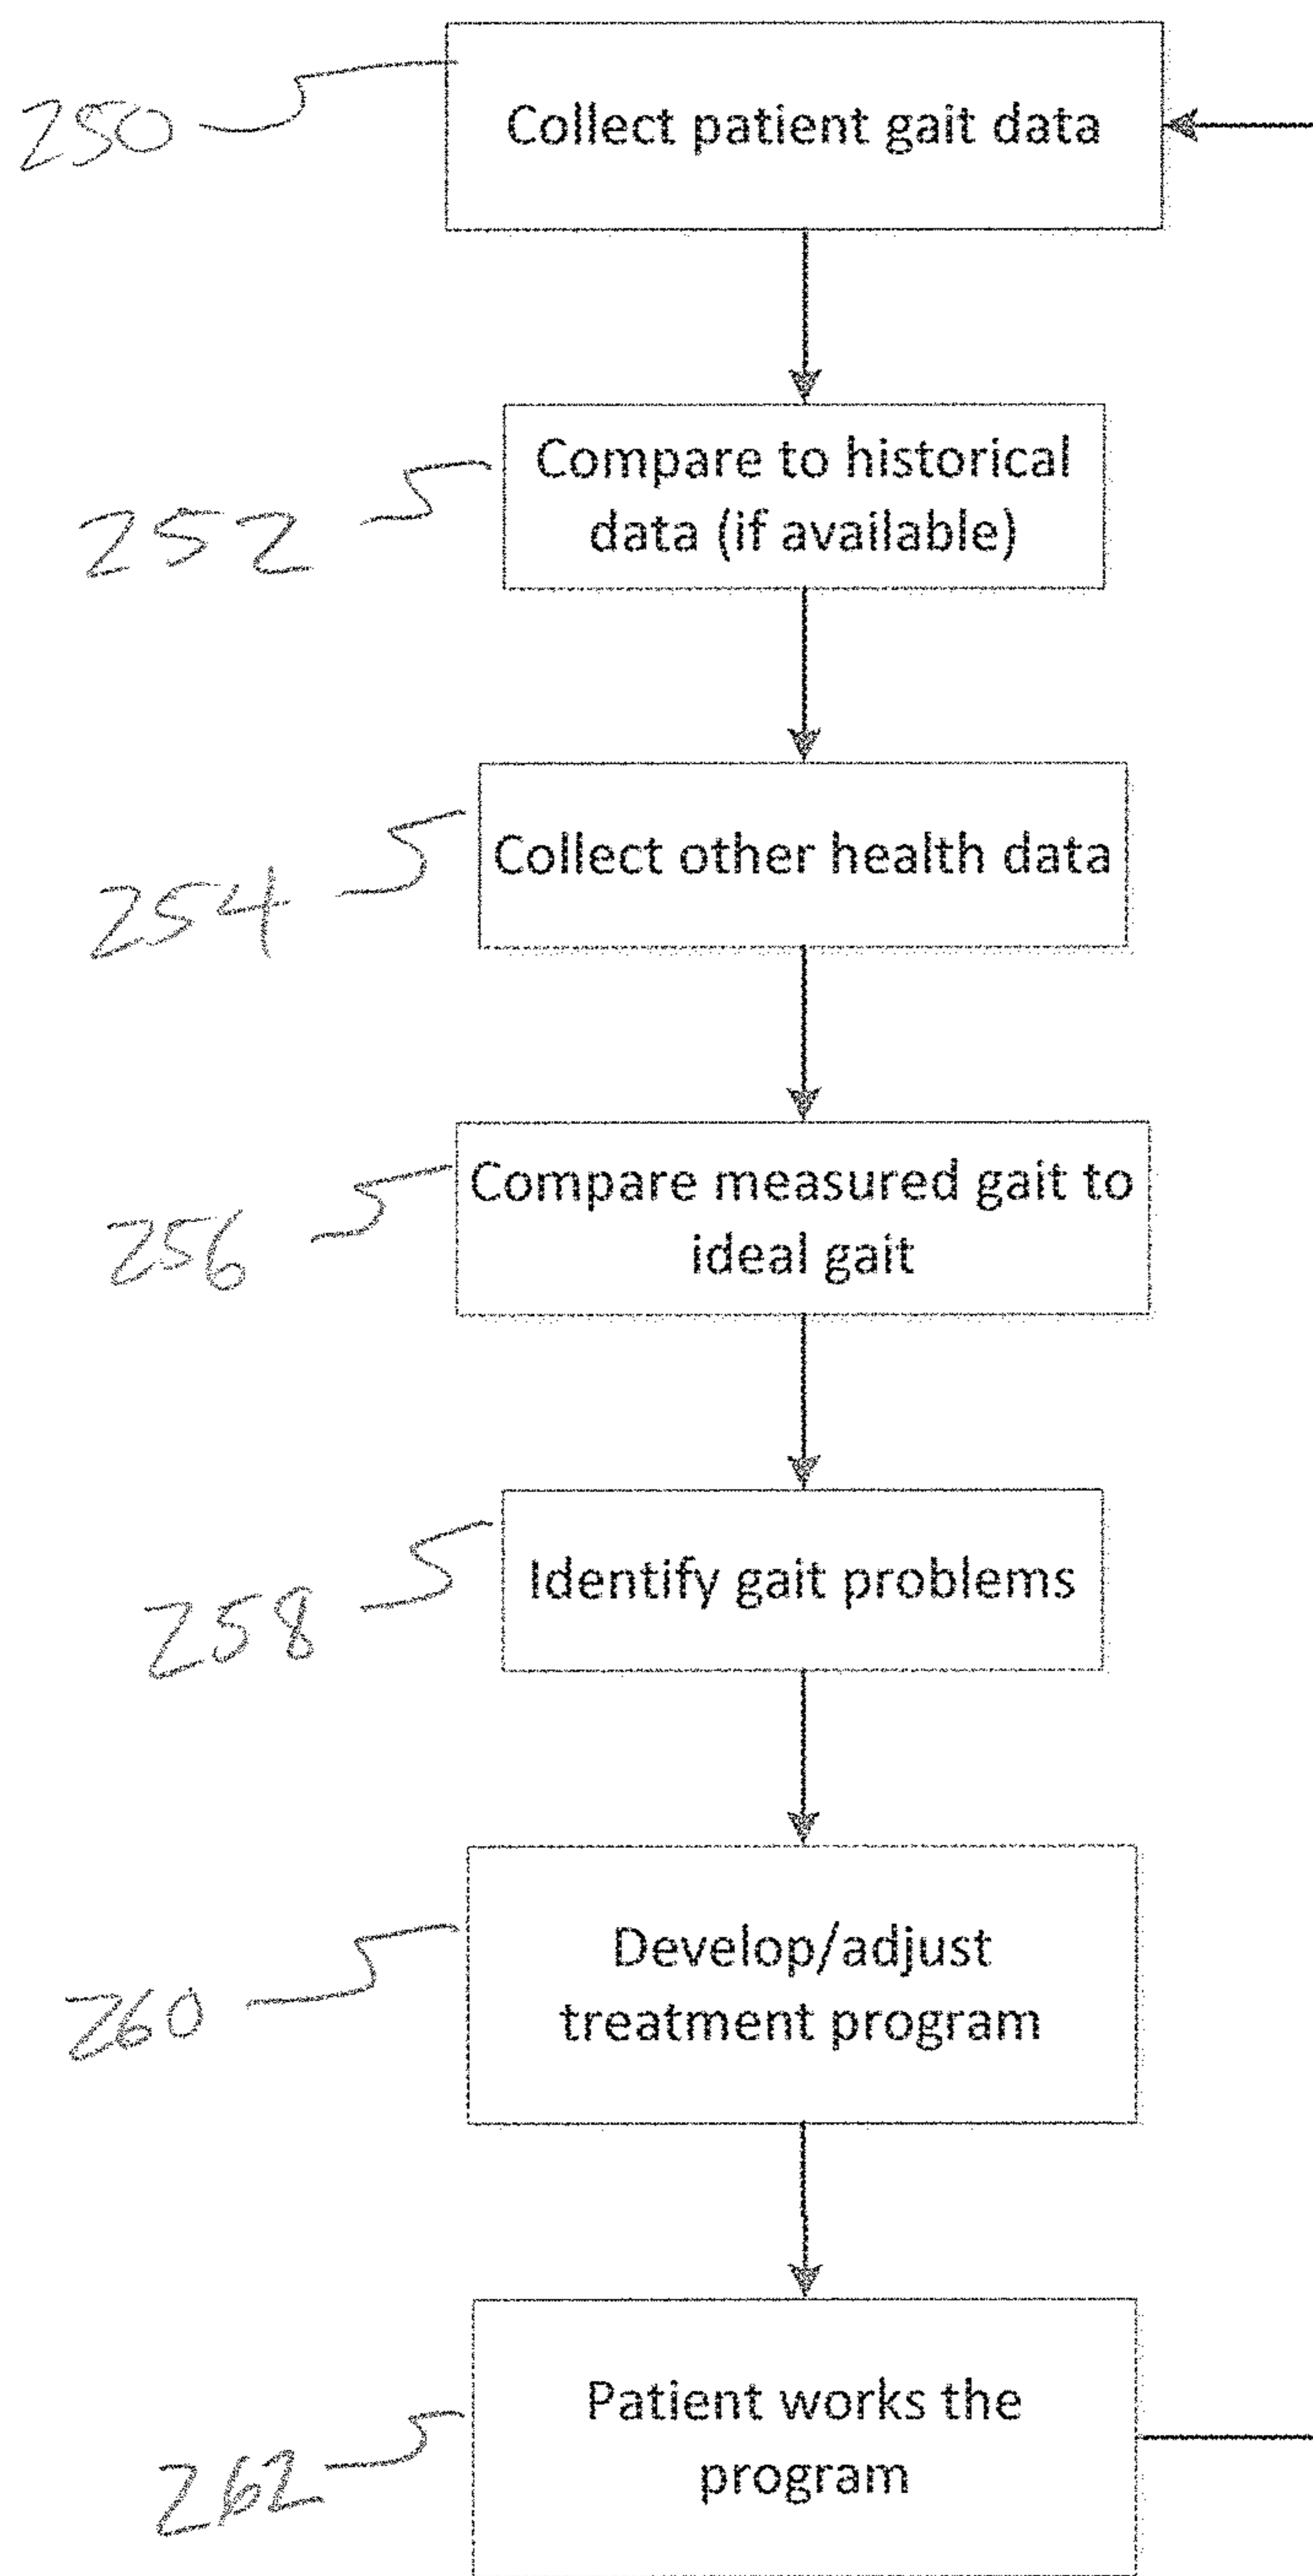 250
Collect patient gait data
Compare to historical
data (if available)
252
Collect other health data
254
Compare measured gait to
ideal gait
256
Identify gait problems
258
Develop/adjust
treatment program
260
Patient works the
program
262